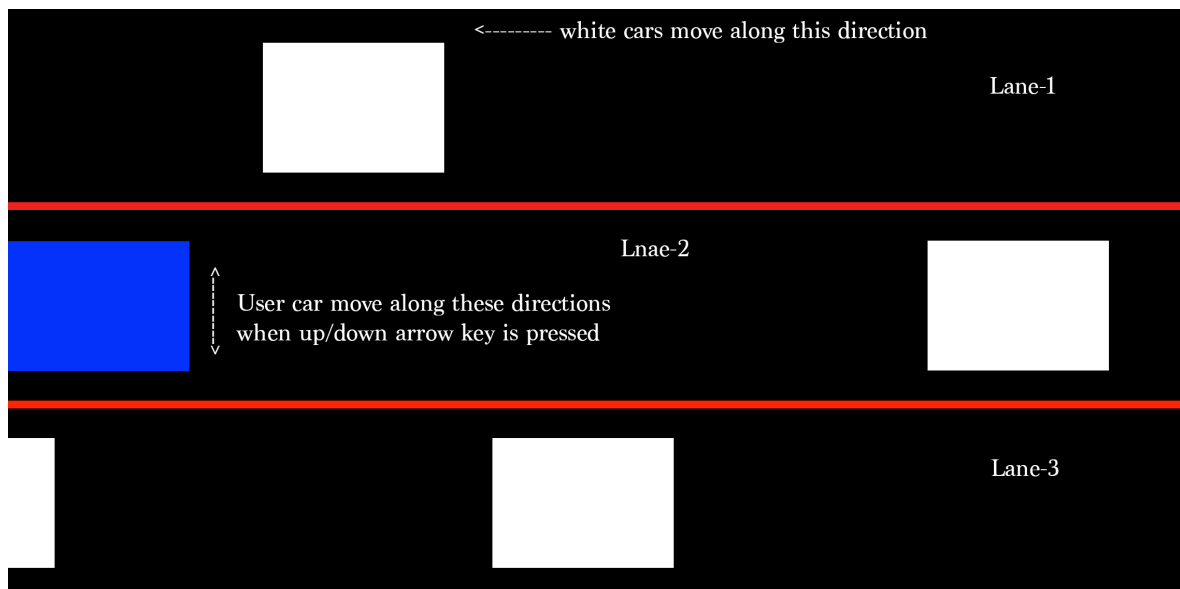 <--------- white cars move along this direction
Lane-1
Lnae-2
User car move along these directions
when up/down arrow key is pressed
Lane-3